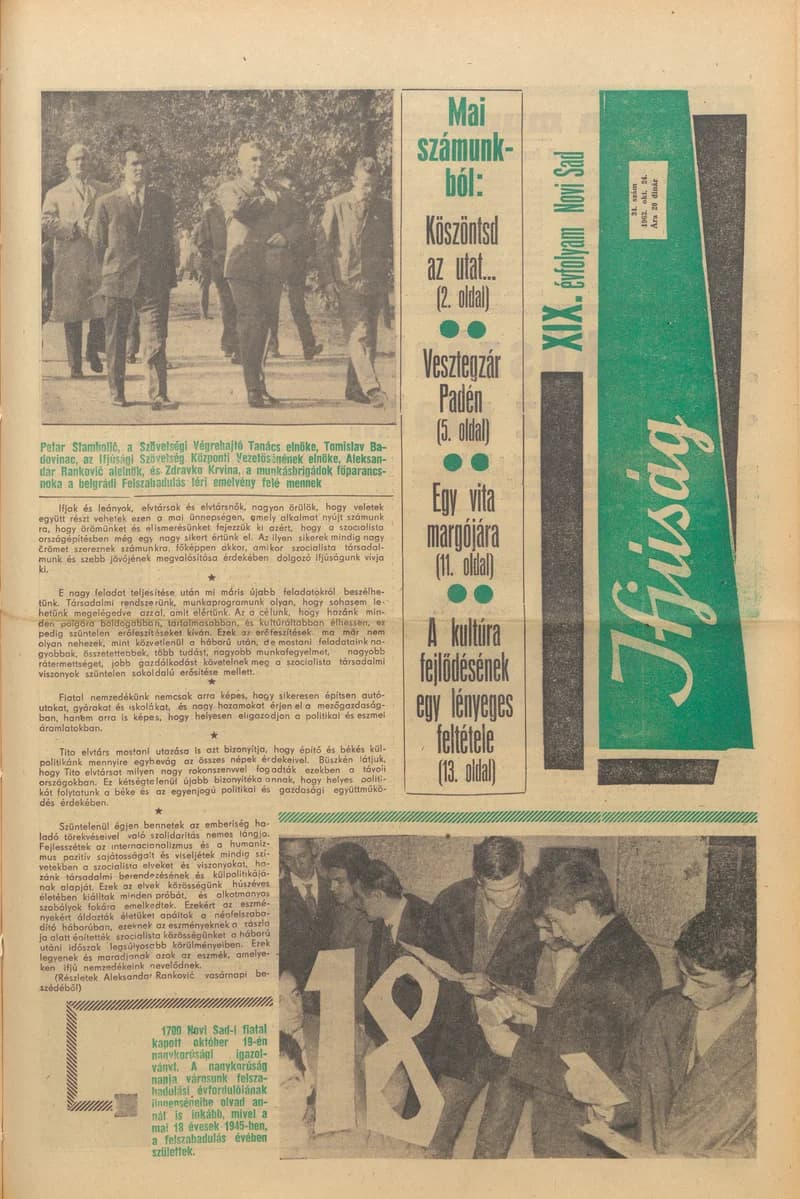 Ifjúság
XIX. évfolyam Novi Sad
34. szám
1963. okt. 24.
Ára 20 dinár
Mai
számunk-
ból:
Köszöntsd
az utat...
(2. oldal)
Vesztegzár
Padén
(5. oldal)
Egy vita
margójára
(11. oldal)
A kultúra
fejlődésének
egy lényeges
feltétele
(13. oldal)
Petar Stambolić, a Szövetségi Végrehajtó Tanács elnöke, Tomislav Ba-
dovinac, az Ifjúsági Szövetség Központi Vezetőségének elnöke, Aleksan-
dar Ranković alelnök, és Zdravko Krvina, a munkásbrigádok főparancs-
noka a belgrádi Felszabadulás téri emelvény felé mennek
Ifjak és leányok, elvtársak és elvtársnők, nagyon örülök, hogy veletek
együtt részt vehetek ezen a mai ünnepségen, amely alkalmat nyújt számunk
ra, hogy örömünket és elismerésünket fejezzük ki azért, hogy a szocialista
országépítésben még egy nagy sikert értünk el. Az ilyen sikerek mindig nagy
örömet szereznek számunkra, főképpen akkor, amikor szocialista társadal-
munk és szebb jövőjének megvalósítása érdekében dolgozó ifjúságunk vívja
ki.
★
E nagy feladat teljesítése után mi máris újabb feladatokról beszélhe-
tünk. Társadalmi rendszerünk, munkaprogramunk olyan, hogy sohasem le-
hetünk megelégedve azzal, amit elértünk. Az a célunk, hogy hazánk min-
den polgára boldogabban, tartalmasabban, és kultúráltabban élhessen, ez
pedig szüntelen erőfeszítéseket kíván. Ezek az erőfeszítések ma már nem
olyan nehezek, mint közvetlenül a háború után, de mostani feladataink na-
gyobbak, összetettebbek, több tudást, nagyobb munkafegyelmet, nagyobb
rátermettséget, jobb gazdálkodást követelnek meg a szocialista társadalmi
viszonyok szüntelen sokoldalú erősítése mellett.
★
Fiatal nemzedékünk nemcsak arra képes, hogy sikeresen építsen autó-
utakat, gyárakat és iskolákat, és nagy hozamokat érjen el a mezőgazdaság-
ban, hanem arra is képes, hogy helyesen eligazodjon a politikai és eszmei
áramlatokban.
★
Tito elvtárs mostani utazása is azt bizonyítja, hogy építő és békés kül-
politikánk mennyire egybevág az összes népek érdekeivel. Büszkén látjuk,
hogy Tito elvtársat milyen nagy rokonszenvvel fogadták ezekben a távoli
országokban. Ez kétségtelenül újabb bizonyítéka annak, hogy helyes politi-
kát folytatunk a béke és az egyenjogú politikai és gazdasági együttműkö-
dés érdekében.
★
Szüntelenül égjen bennetek az emberiség ha-
ladó törekvéseivel való szolidaritás nemes lángja.
Fejlesszétek az internacionalizmus és a humaniz-
mus pozitív sajátosságait és viseljétek mindig szí-
vetekben a szocialista elveket és viszonyokat, ha-
zánk társadalmi berendezésének és külpolitikájá-
nak alapját. Ezek az elvek közösségünk húszéves
életében kiálltak minden próbát, és alkotmányos
szabályok fokára emelkedtek. Ezekért az eszmé-
nyekért áldozták életüket apáitok a népfelszaba-
dító háborúban, ezeknek az eszményeknek a zászla
ja alatt építették szocialista közösségünket a háború
utáni időszak legsúlyosabb körülményeiben. Ezek
legyenek és maradjanak azok az eszmék, amelye-
ken ifjú nemzedékeink nevelődnek.
(Részletek Aleksandar Ranković vasárnapi be-
szédéből)
1700 Novi Sad-i fiatal
kapott október 19-én
nagykorúsági igazol-
ványt. A nagykorúság
napja városunk felsza-
badulási évfordulójának
ünnepségeibe olvad an-
nál is inkább, mivel a
mai 18 évesek 1945-ben,
a felszabadulás évében
születtek.
18